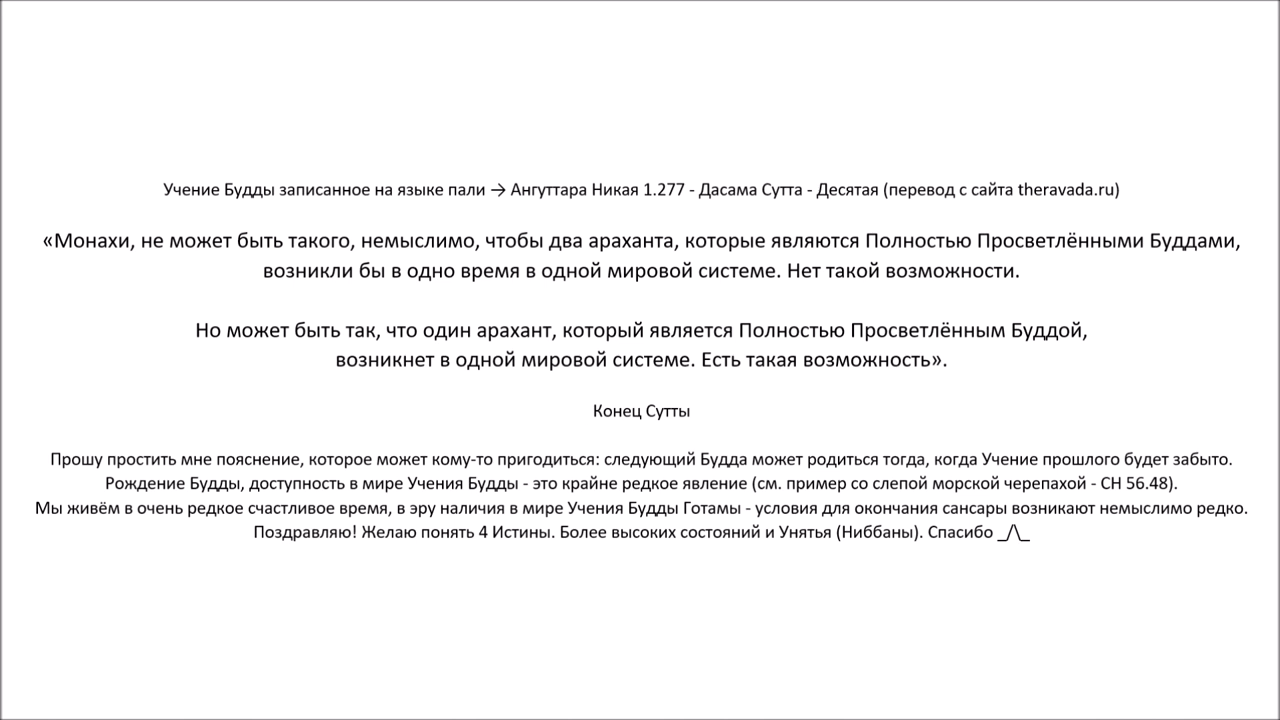 Учение Будды записанное на языке пали → Ангуттара Никая 1.277 - Дасама Сутта - Десятая (перевод с сайта theravada.ru)
«Монахи, не может быть такого, немыслимо, чтобы два араханта, которые являются Полностью Просветлёнными Буддами,
возникли бы в одно время в одной мировой системе. Нет такой возможности.
Но может быть так, что один арахант, который является Полностью Просветлённым Буддой,
возникнет в одной мировой системе. Есть такая возможность».
Конец Сутты
Прошу простить мне пояснение, которое может кому-то пригодиться: следующий Будда может родиться тогда, когда Учение прошлого будет забыто.
Рождение Будды, доступность в мире Учения Будды - это крайне редкое явление (см. пример со слепой морской черепахой - СН 56.48).
Мы живём в очень редкое счастливое время, в эру наличия в мире Учения Будды Готамы - условия для окончания сансары возникают немыслимо редко.
Поздравляю! Желаю понять 4 Истины. Более высоких состояний и Унятья (Ниббаны). Спасибо _/\_